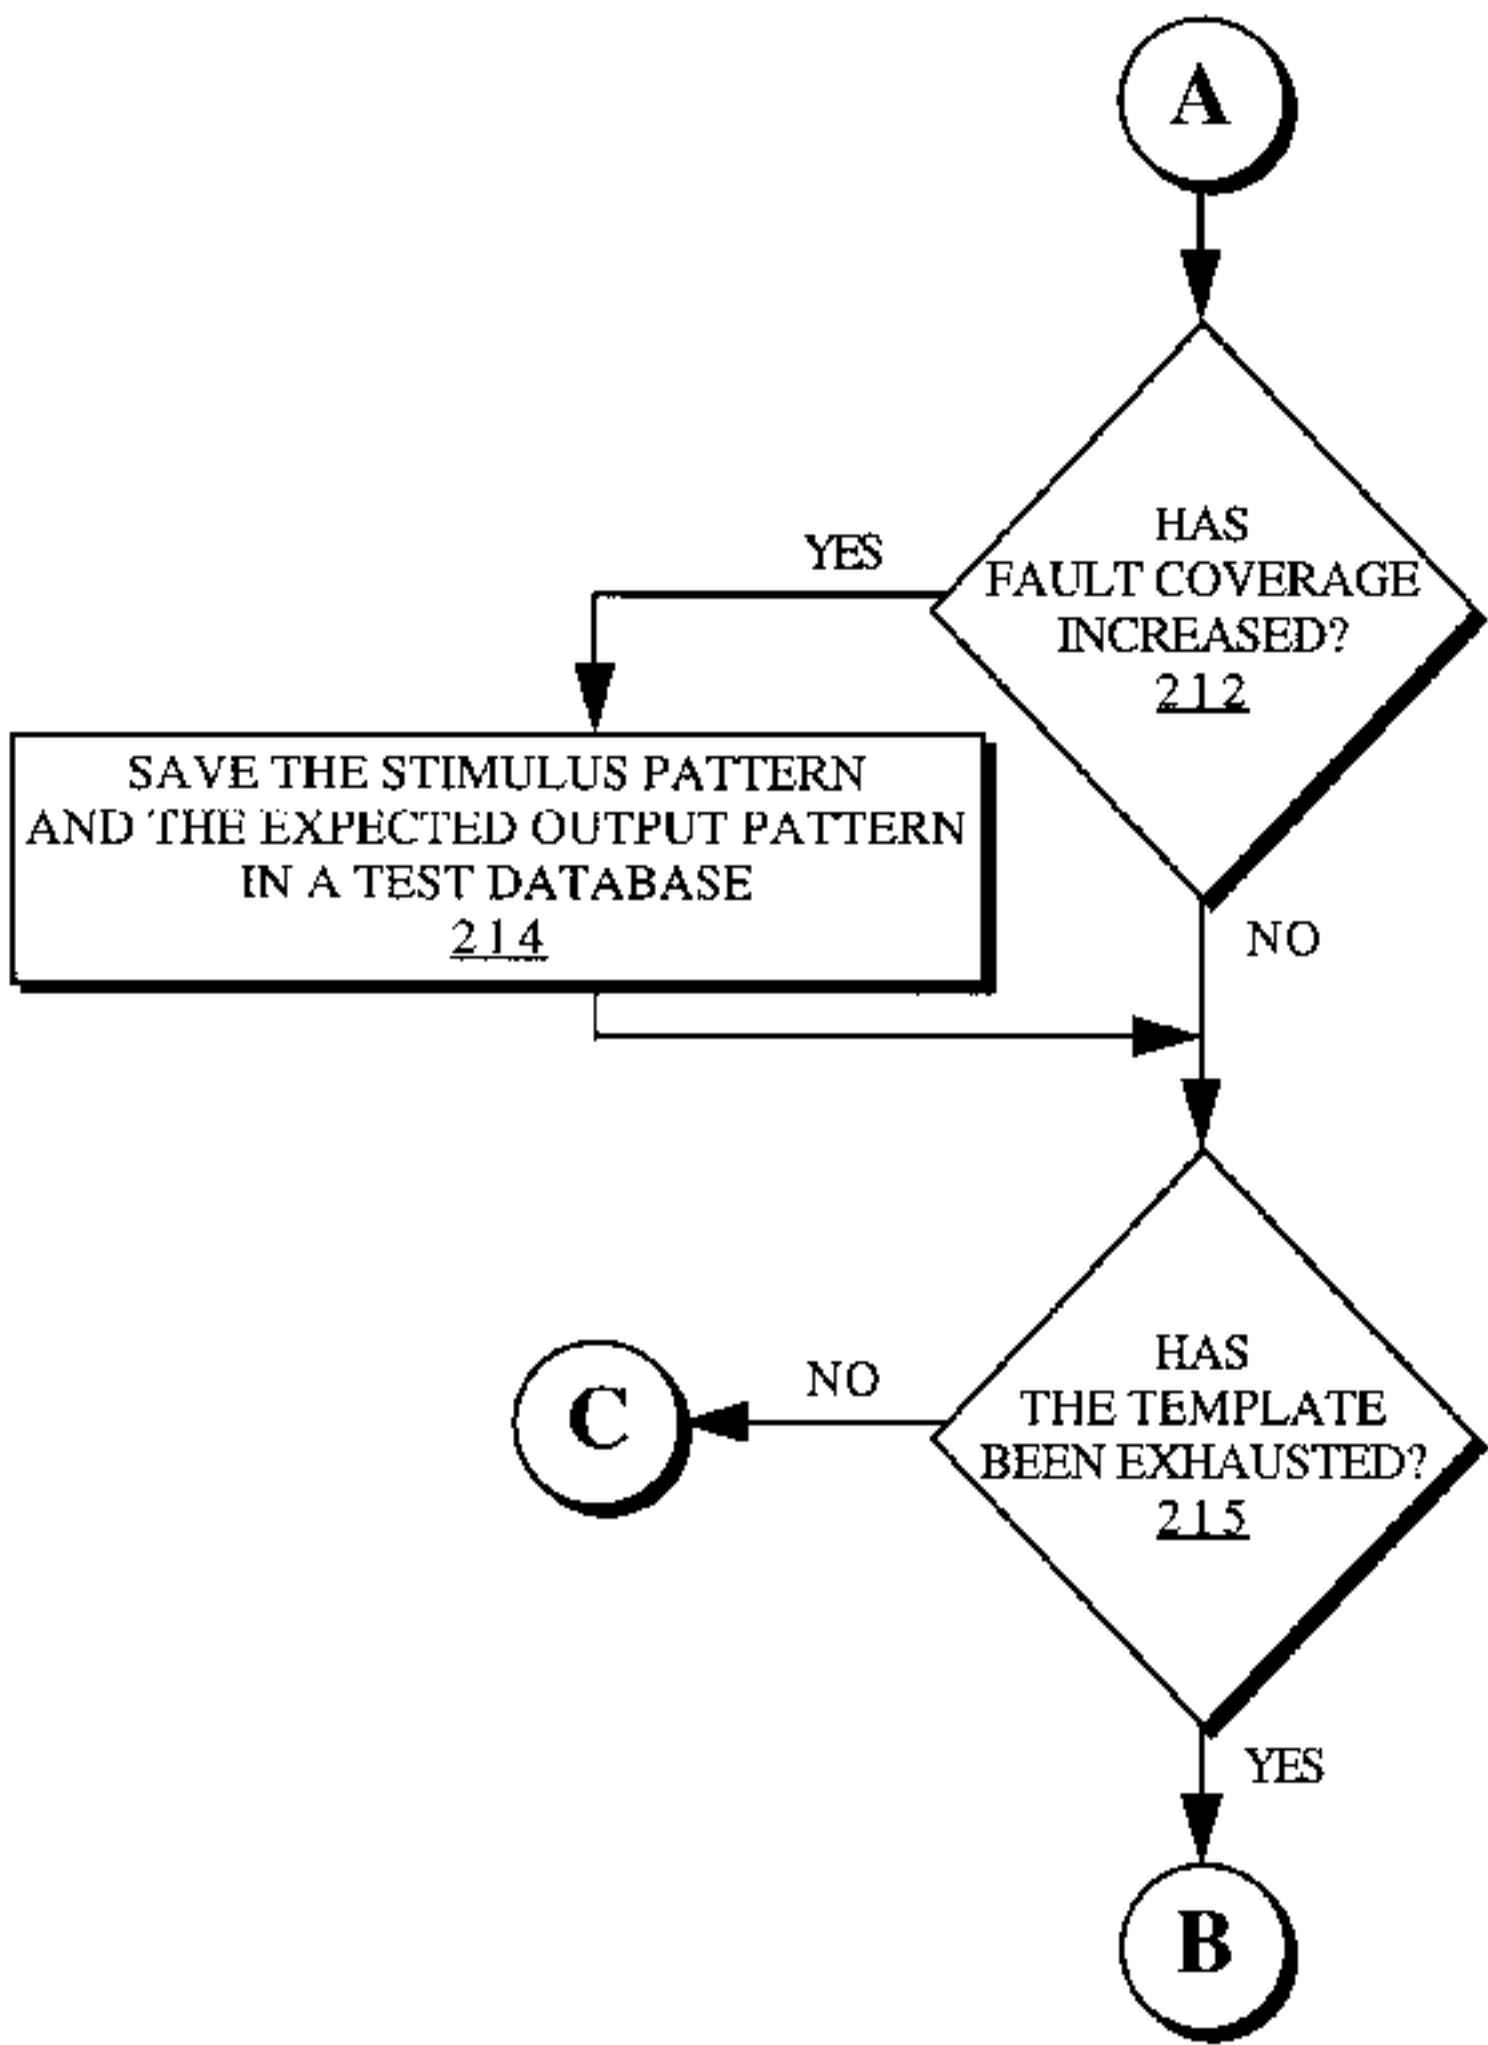 A
HAS
FAULT COVERAGE
INCREASED?
212
YES
SAVE THE STIMULUS PATTERN
AND THE EXPECTED OUTPUT PATTERN
IN A TEST DATABASE
214
NO
HAS
THE TEMPLATE
BEEN EXHAUSTED?
215
NO
C
YES
B